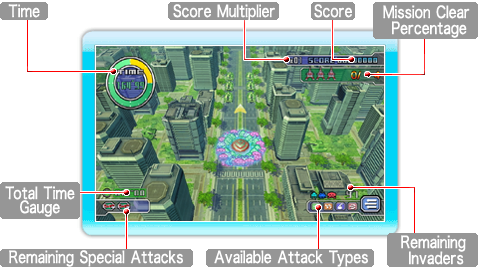 Time
Score Multiplier
Score
Mission Clear
Percentage
TIME
SCORE
Total Time
Gauge
Remaining Special Attacks
Available Attack Types
Remaining
Invaders